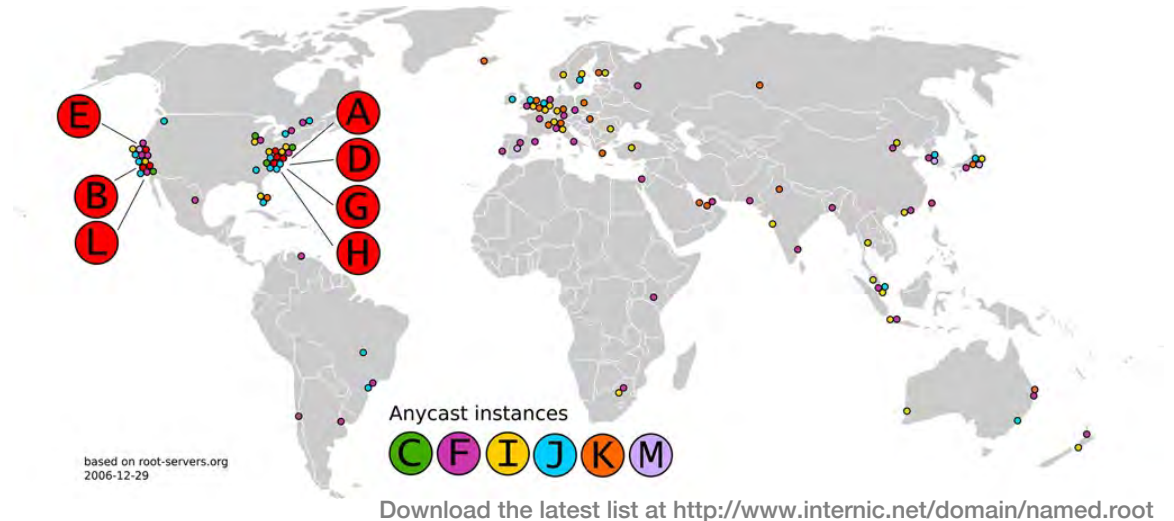 E
B
L
A
D
G
H
Anycast instances
C F I J K M
based on root-servers.org
2006-12-29
Download the latest list at http://www.internic.net/domain/named.root